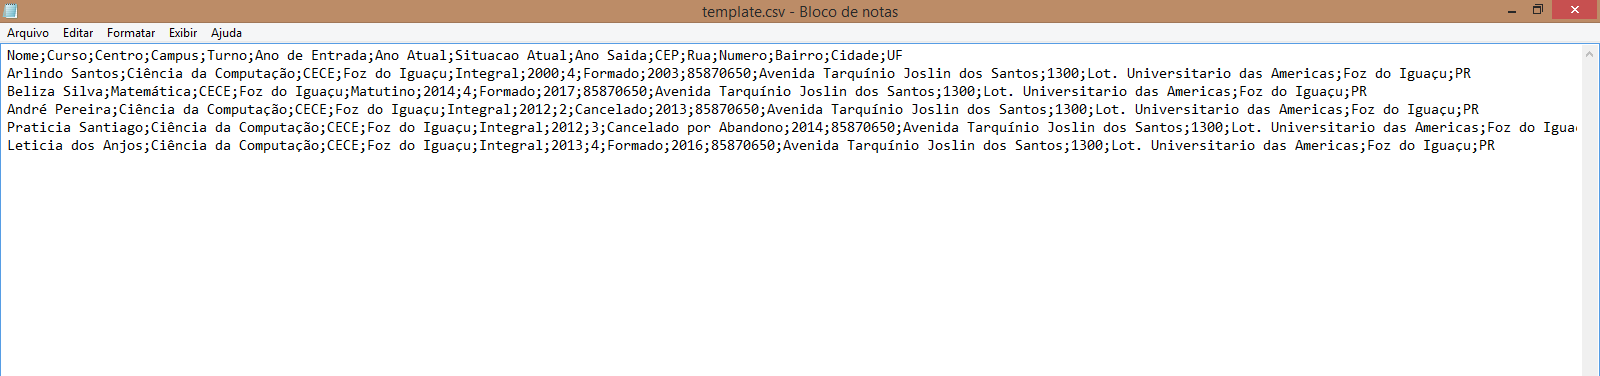 template.csv - Bloco de notas
Arquivo Editar Formatar Exibir Ajuda
Nome;Curso;Centro;Campus;Turno;Ano de Entrada;Ano Atual;Situacao Atual;Ano Saida;CEP;Rua;Numero;Bairro;Cidade;UF
Arlindo Santos;Ciência da Computação;CECE;Foz do Iguaçu;Integral;2000;4;Formado;2003;85870650;Avenida Tarquínio Joslin dos Santos;1300;Lot. Universitario das Americas;Foz do Iguaçu;PR
Beliza Silva;Matemática;CECE;Foz do Iguaçu;Matutino;2014;4;Formado;2017;85870650;Avenida Tarquínio Joslin dos Santos;1300;Lot. Universitario das Americas;Foz do Iguaçu;PR
André Pereira;Ciência da Computação;CECE;Foz do Iguaçu;Integral;2012;2;Cancelado;2013;85870650;Avenida Tarquínio Joslin dos Santos;1300;Lot. Universitario das Americas;Foz do Iguaçu;PR
Praticia Santiago;Ciência da Computação;CECE;Foz do Iguaçu;Integral;2012;3;Cancelado por Abandono;2014;85870650;Avenida Tarquínio Joslin dos Santos;1300;Lot. Universitario das Americas;Foz do Igua
Leticia dos Anjos;Ciência da Computação;CECE;Foz do Iguaçu;Integral;2013;4;Formado;2016;85870650;Avenida Tarquínio Joslin dos Santos;1300;Lot. Universitario das Americas;Foz do Iguaçu;PR